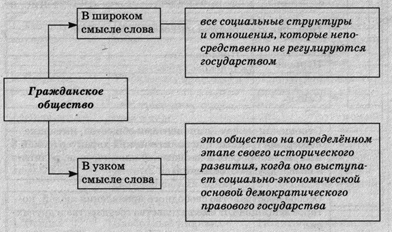 В широком
смысле слова
все социальные структуры
и отношения, которые непо-
средственно не регулируются
государством
Гражданское
общество
В узком
смысле слова
это общество на определённом
этапе своего исторического
развития, когда оно выступа-
ет социально-экономической
основой демократического
правового государства